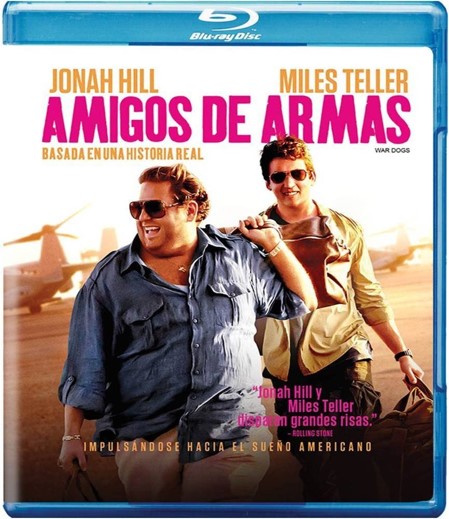 Blu-ray Disc
JONAH HILL MILES TELLER
AMIGOS DE ARMAS
BASADA EN UNA HISTORIA REAL
WAR DOGS
"Jonah Hill y
Miles Teller
disparan grandes risas."
– ROLLING STONE
IMPULSÁNDOSE HACIA EL SUEÑO AMERICANO